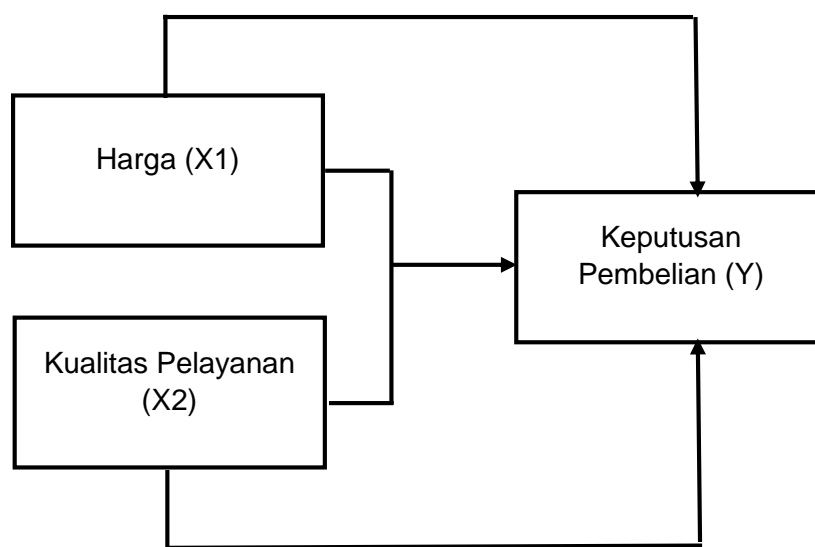 Harga (X1)
Keputusan
Pembelian (Y)
Kualitas Pelayanan
(X2)